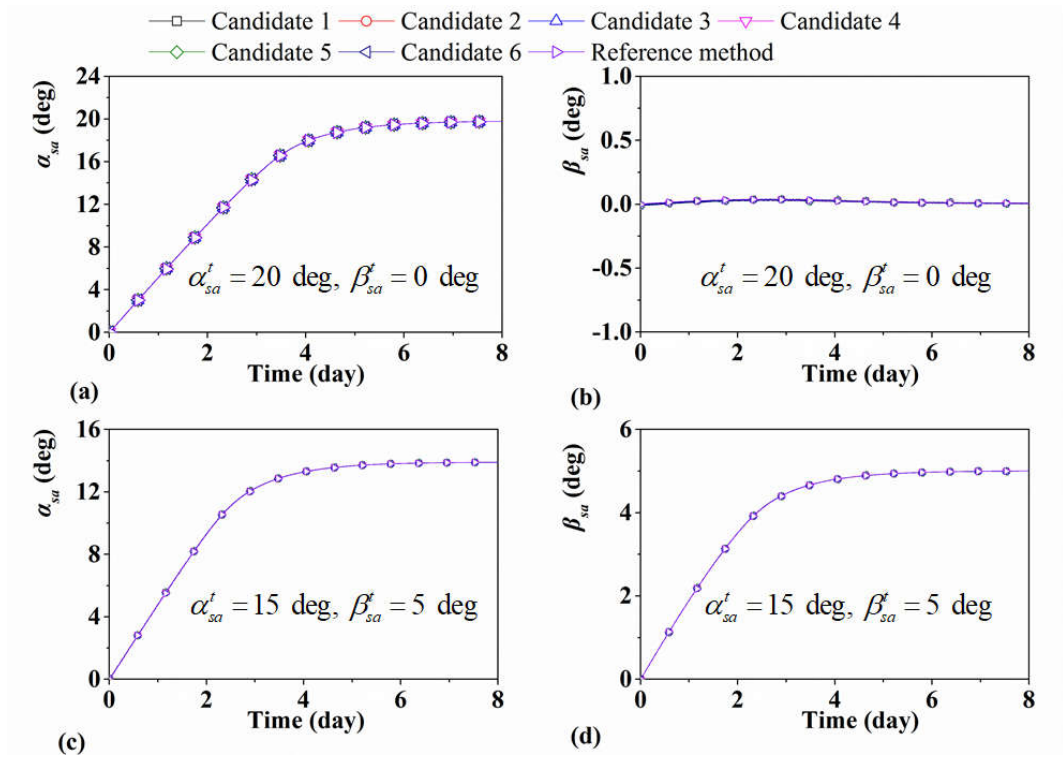 Candidate 1 Candidate 2 Candidate 3 Candidate 4
Candidate 5 Candidate 6 Reference method
24
20
16
12
8
4
0
α_sa (deg)
α^t_sa = 20 deg, β^t_sa = 0 deg
0 2 4 6 8
Time (day)
(a)
1.0
0.5
0.0
-0.5
-1.0
β_sa (deg)
α^t_sa = 20 deg, β^t_sa = 0 deg
0 2 4 6 8
Time (day)
(b)
16
12
8
4
0
α_sa (deg)
α^t_sa = 15 deg, β^t_sa = 5 deg
0 2 4 6 8
Time (day)
(c)
6
4
2
0
β_sa (deg)
α^t_sa = 15 deg, β^t_sa = 5 deg
0 2 4 6 8
Time (day)
(d)